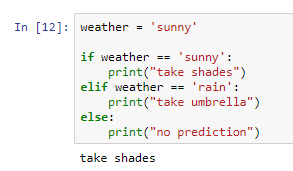 In [12]: weather = 'sunny'
if weather == 'sunny':
    print("take shades")
elif weather == 'rain':
    print("take umbrella")
else:
    print("no prediction")
take shades